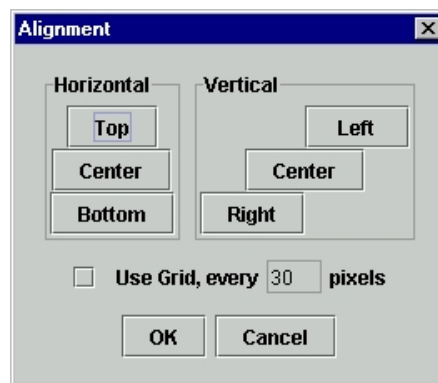 Alignment
Horizontal Vertical
Top Left
Center Center
Bottom Right
Use Grid, every 30 pixels
OK Cancel